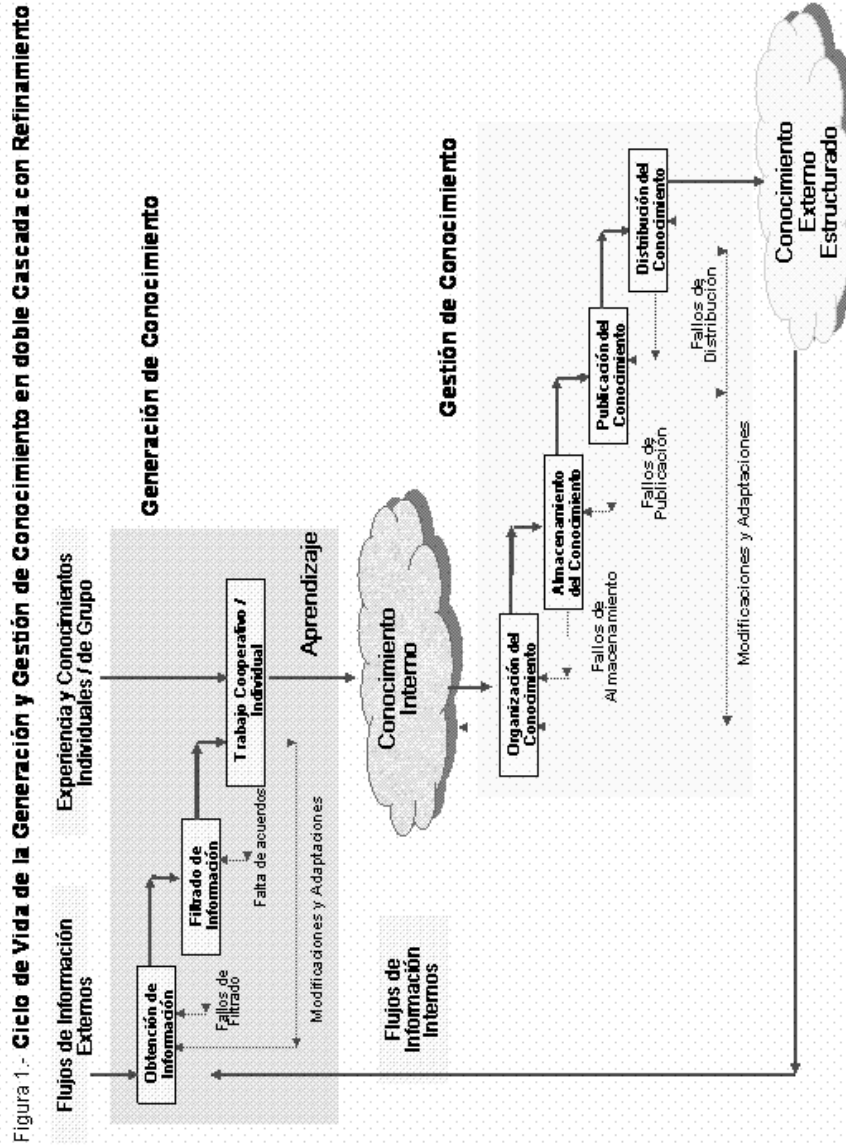 Figura 1.- Ciclo de Vida de la Generación y Gestión de Conocimiento en doble Cascada con Refinamiento
Flujos de Información
Externos
Experiencia y Conocimientos
Individuales / de Grupo
Generación de Conocimiento
Obtención de
Información
Filtrado de
Información
Trabajo Cooperativo /
Individual
Fallos de
Filtrado
Falta de acuerdos
Modificaciones y Adaptaciones
Aprendizaje
Flujos de
Información
Internos
Conocimiento
Interno
Gestión de Conocimiento
Organización del
Conocimiento
Almacenamiento
del Conocimiento
Publicación del
Conocimiento
Distribución del
Conocimiento
Fallos de
Almacenamiento
Fallos de
Publicación
Fallos de
Distribución
Modificaciones y Adaptaciones
Conocimiento
Externo
Estructurado